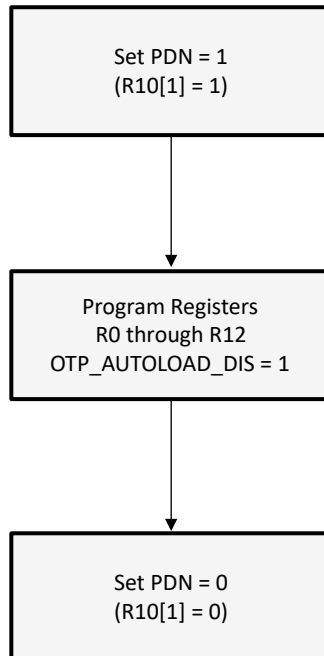 Set PDN = 1
(R10[1] = 1)
Program Registers
R0 through R12
OTP_AUTOLOAD_DIS = 1
Set PDN = 0
(R10[1] = 0)